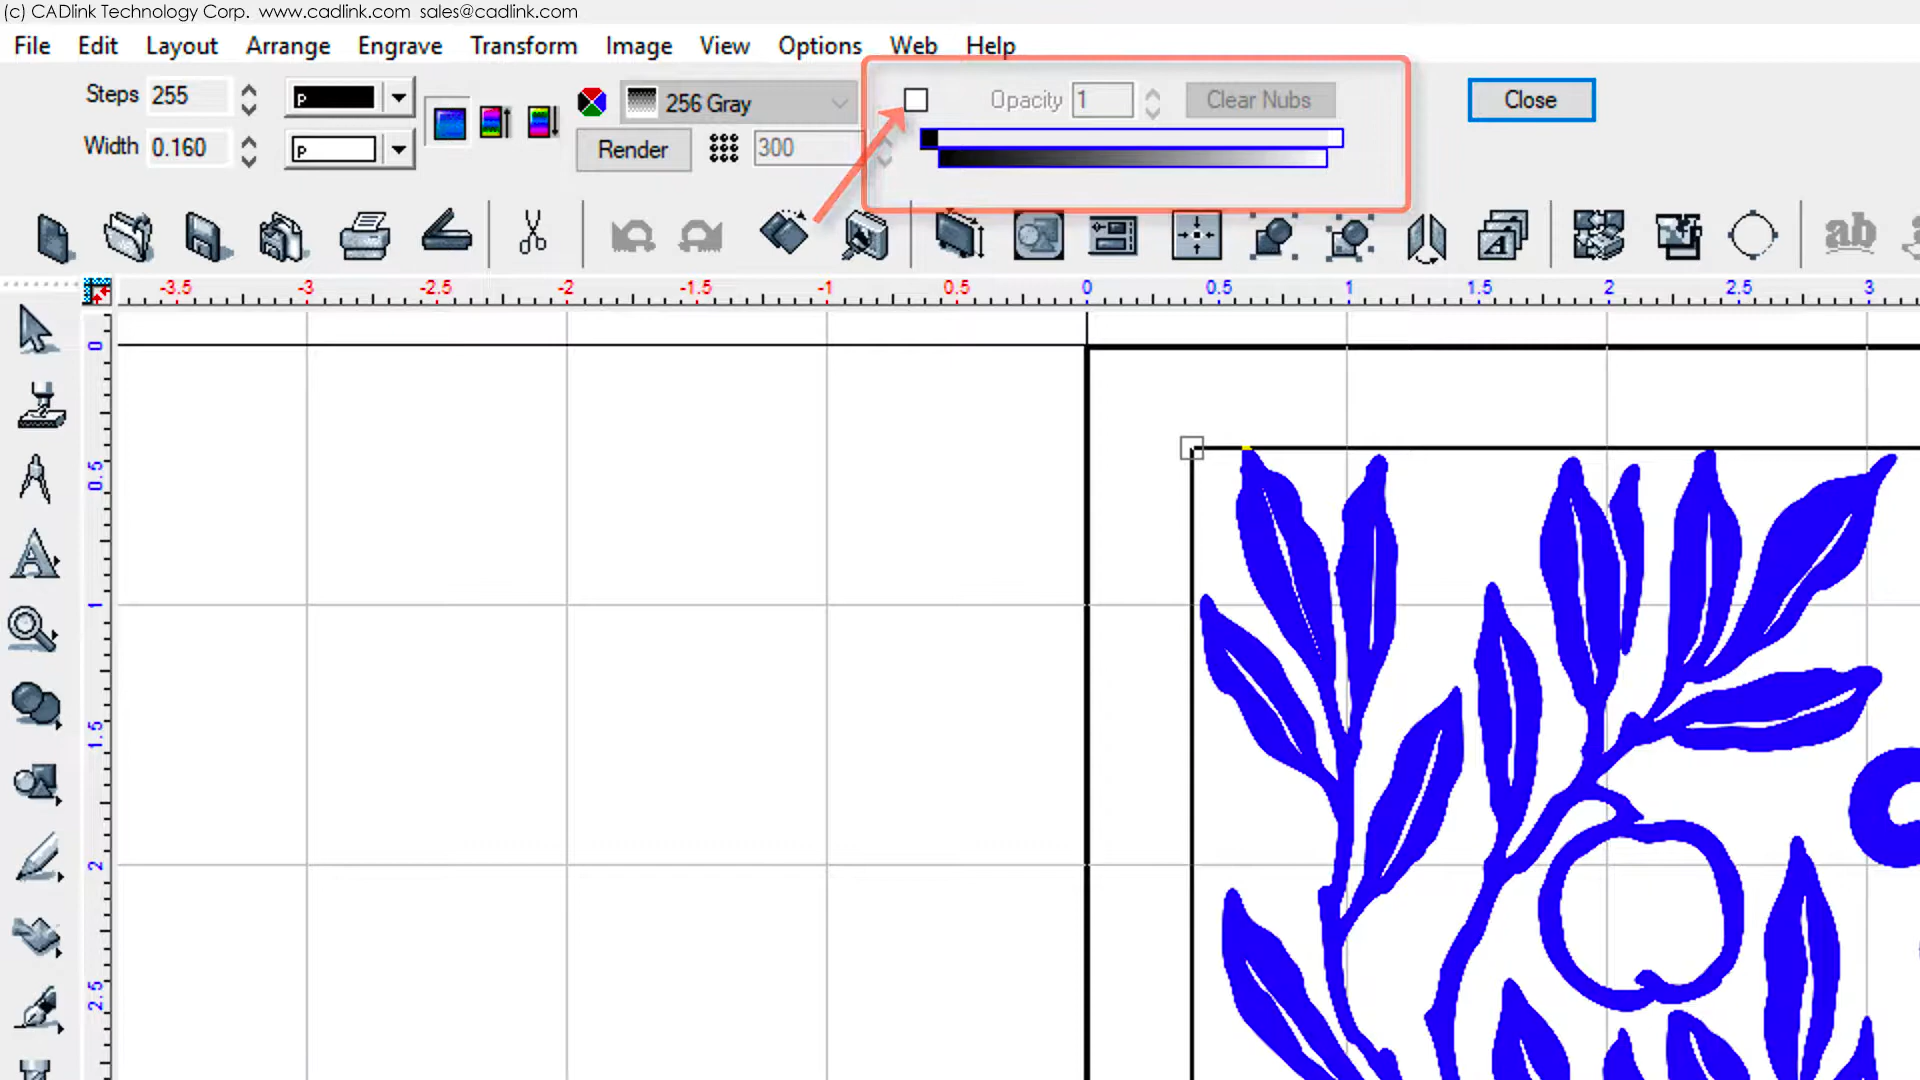 (c) CADlink Technology Corp. www.cadlink.com sales@cadlink.com
File Edit Layout Arrange Engrave Transform Image View Options Web Help
Steps 255 p 256 Gray Opacity 1 Clear Nubs Close
Width 0.160 p Render 300
A ab
-3.5 -3 -2.5 -2 -1.5 -1 0.5 0 0.5 1 1.5 2 2.5 3
0
0.5
A
1
1.5
2
2.5